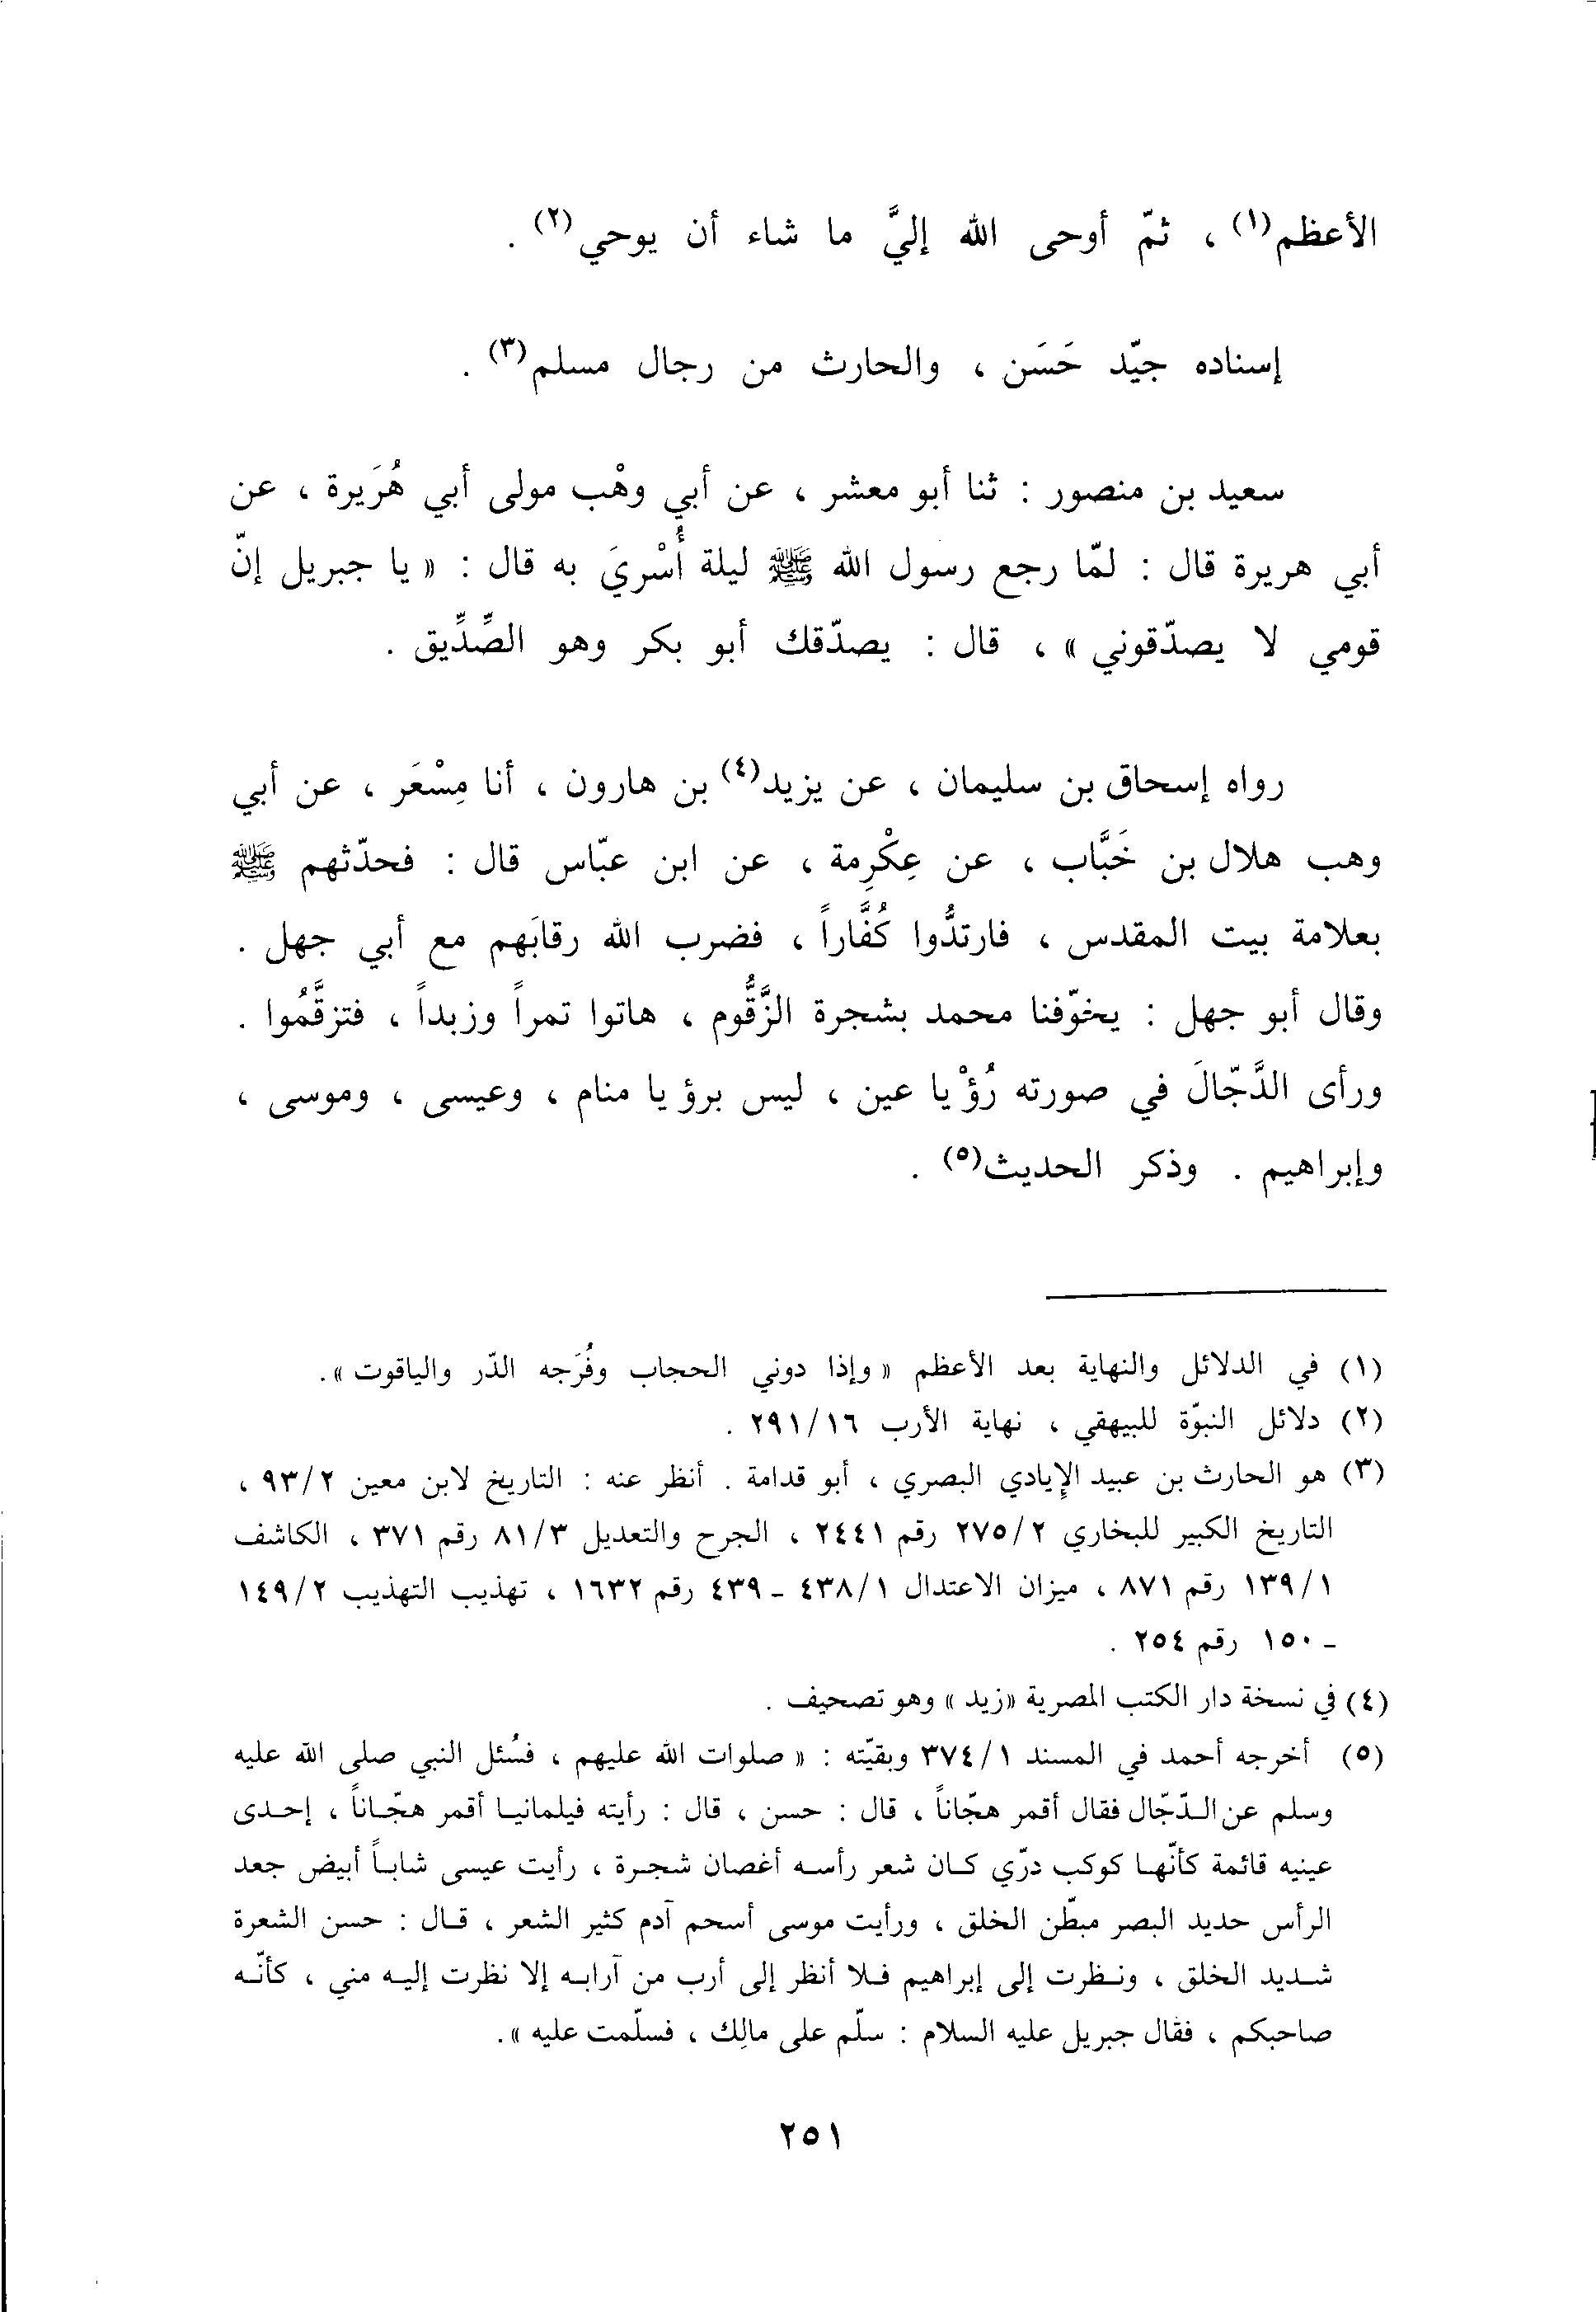 الأعظم(١) ، ثمّ أوحى الله إليَّ ما شاء أن يوحي(٢) .
إسناده جيّد حَسَن ، والحارث من رجال مسلم(٣) .
سعيد بن منصور : ثنا أبو معشر ، عن أبي وهْب مولى أبي هُرَيرة ، عن
أبي هريرة قال : لمّا رجع رسول الله ﷺ ليلة أُسْريَ به قال : « يا جبريل إنّ
قومي لا يصدّقوني » ، قال : يصدّقك أبو بكر وهو الصِّدِّيق .
رواه إسحاق بن سليمان ، عن يزيد(٤) بن هارون ، أنا مِسْعَر ، عن أبي
وهب هلال بن خَبَّاب ، عن عِكْرِمة ، عن ابن عبّاس قال : فحدّثهم ﷺ
بعلامة بيت المقدس ، فارتدُّوا كُفَّاراً ، فضرب الله رقابَهم مع أبي جهل .
وقال أبو جهل : يخوّفنا محمد بشجرة الزَّقُّوم ، هاتوا تمراً وزبداً ، فتزقَّمُوا .
ورأى الدَّجّالَ في صورته رُؤْيا عين ، ليس برؤيا منام ، وعيسى ، وموسى ،
وإبراهيم . وذكر الحديث(٥) .
(١) في الدلائل والنهاية بعد الأعظم « وإذا دوني الحجاب وفُرَجه الدّر والياقوت » .
(٢) دلائل النبوّة للبيهقي ، نهاية الأرب ٢٩١/١٦ .
(٣) هو الحارث بن عبيد الإيادي البصري ، أبو قدامة . أنظر عنه : التاريخ لابن معين ٩٣/٢ ،
التاريخ الكبير للبخاري ٢٧٥/٢ رقم ٢٤٤١ ، الجرح والتعديل ٨١/٣ رقم ٣٧١ ، الكاشف
١٣٩/١ رقم ٨٧١ ، ميزان الاعتدال ٤٣٨/١ - ٤٣٩ رقم ١٦٣٢ ، تهذيب التهذيب ١٤٩/٢
- ١٥٠ رقم ٢٥٤ .
(٤) في نسخة دار الكتب المصرية «زيد» وهو تصحيف .
(٥) أخرجه أحمد في المسند ٣٧٤/١ وبقيّته : « صلوات الله عليهم ، فسُئل النبي صلى الله عليه
وسلم عن الدّجّال فقال أقمر هجّاناً ، قال : حسن ، قال : رأيته فيلمانيا أقمر هجّاناً ، إحدى
عينيه قائمة كأنّها كوكب درّي كان شعر رأسه أغصان شجرة ، رأيت عيسى شاباً أبيض جعد
الرأس حديد البصر مبطّن الخلق ، ورأيت موسى أسحم آدم كثير الشعر ، قال : حسن الشعرة
شديد الخلق ، ونظرت إلى إبراهيم فلا أنظر إلى أرب من آرابه إلا نظرت إليه مني ، كأنّه
صاحبكم ، فقال جبريل عليه السلام : سلّم على مالِك ، فسلّمت عليه » .
٢٥١